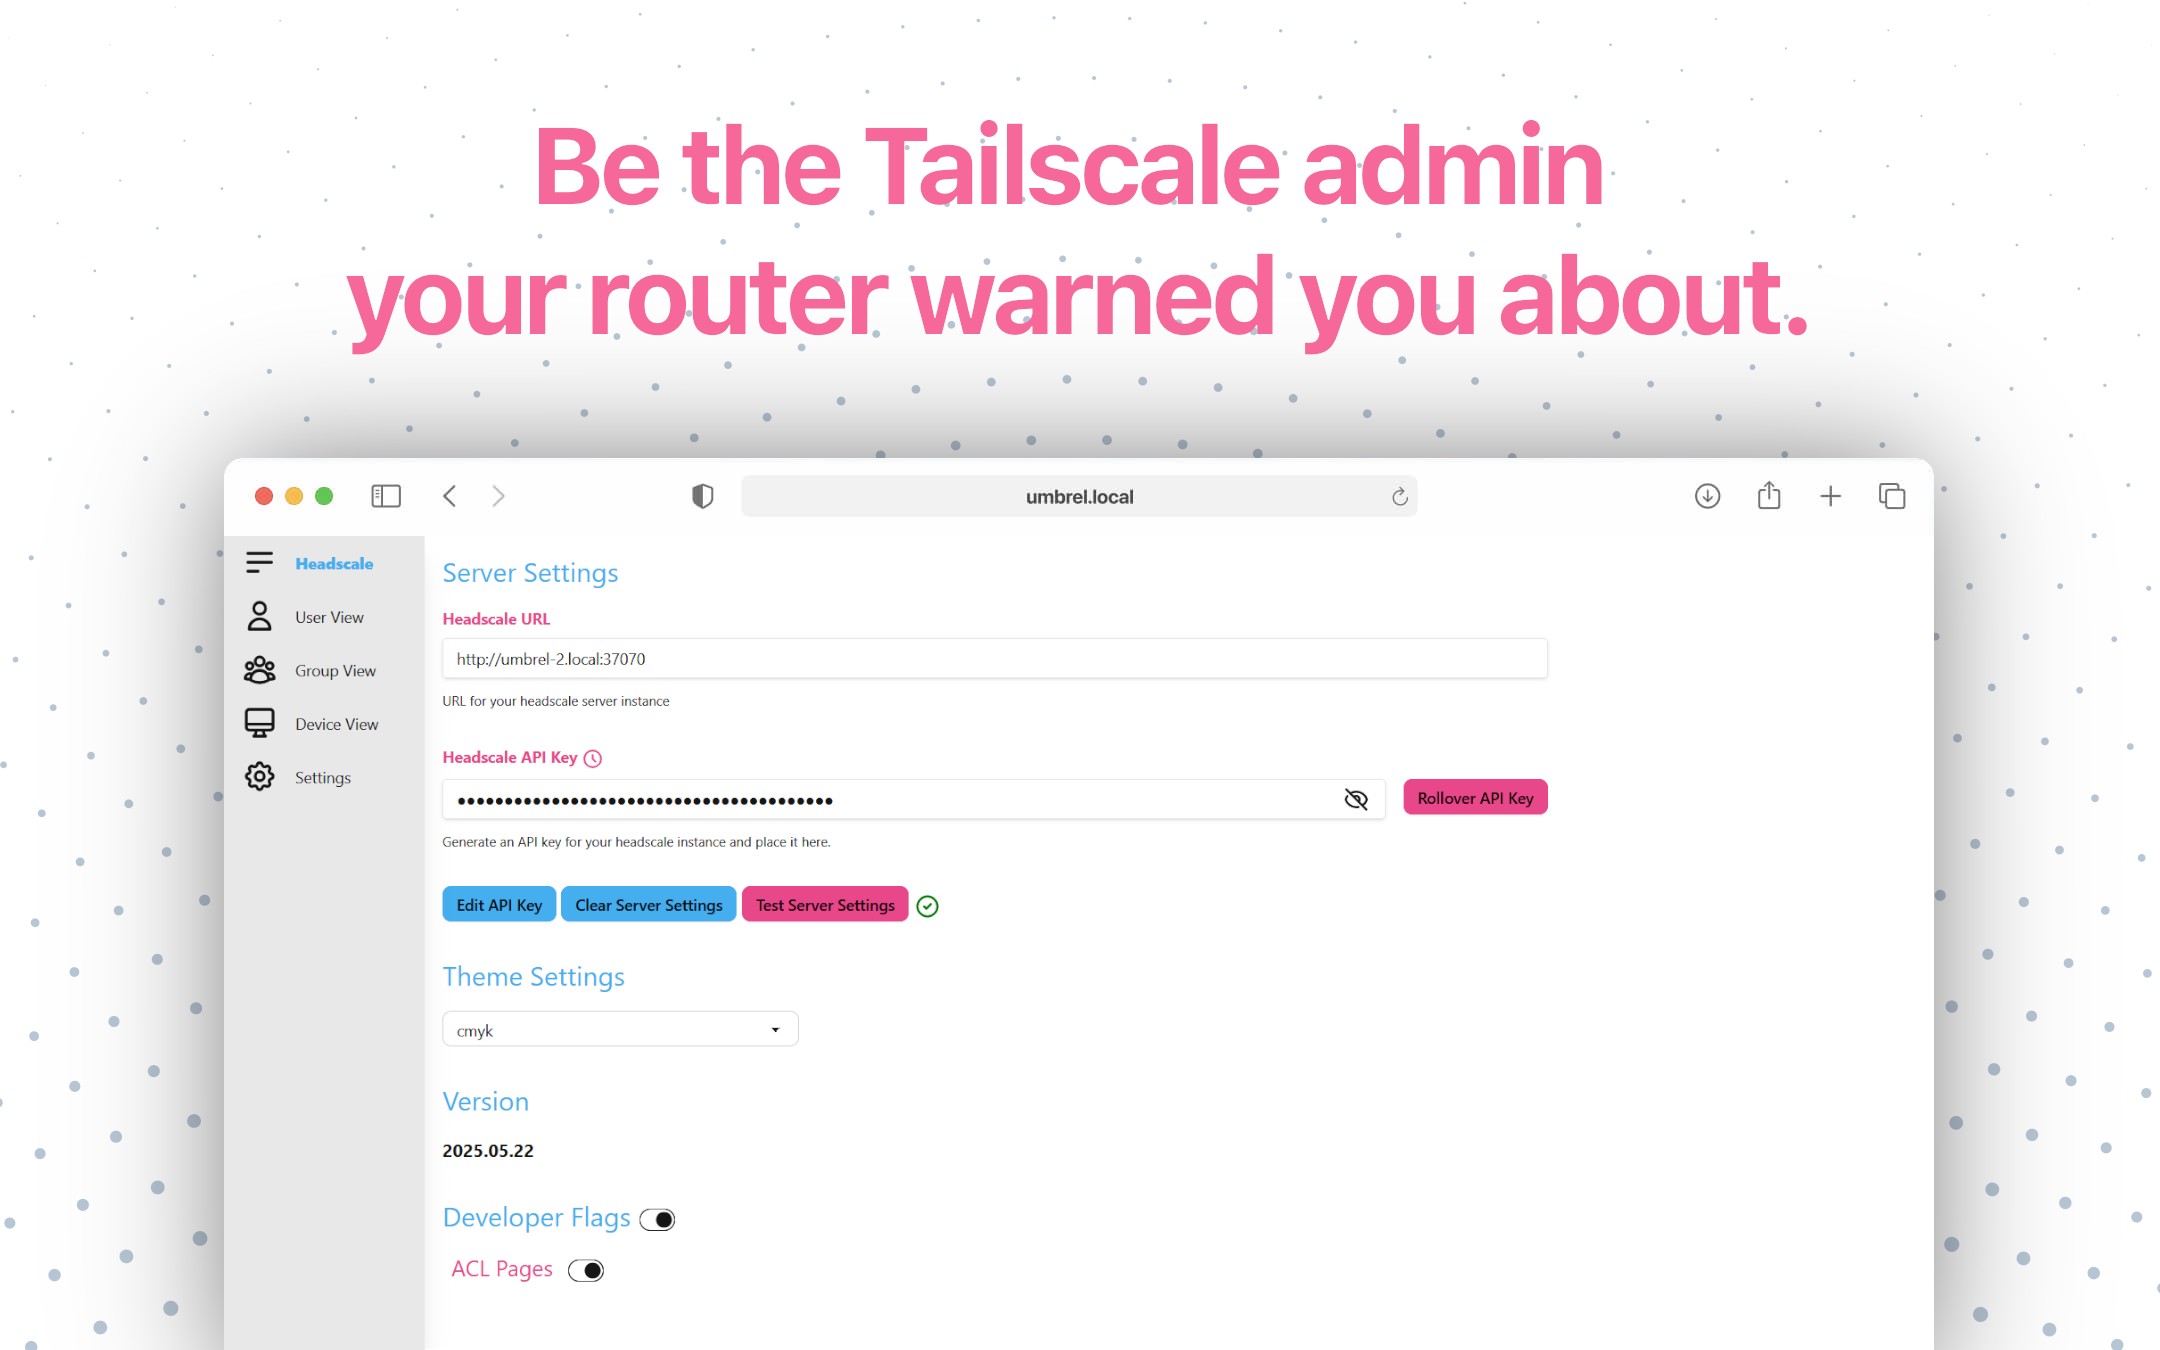 Be the Tailscale admin
your router warned you about.
umbrel.local
Headscale
User View
Group View
Device View
Settings
Server Settings
Headscale URL
http://umbrel-2.local:37070
URL for your headscale server instance
Headscale API Key
Rollover API Key
Generate an API key for your headscale instance and place it here.
Edit API Key
Clear Server Settings
Test Server Settings
Theme Settings
cmyk
Version
2025.05.22
Developer Flags
ACL Pages